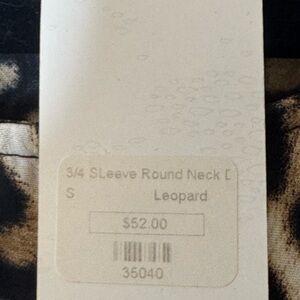 3/4 SLeeve Round Neck D
S Leopard
$52.00
35040